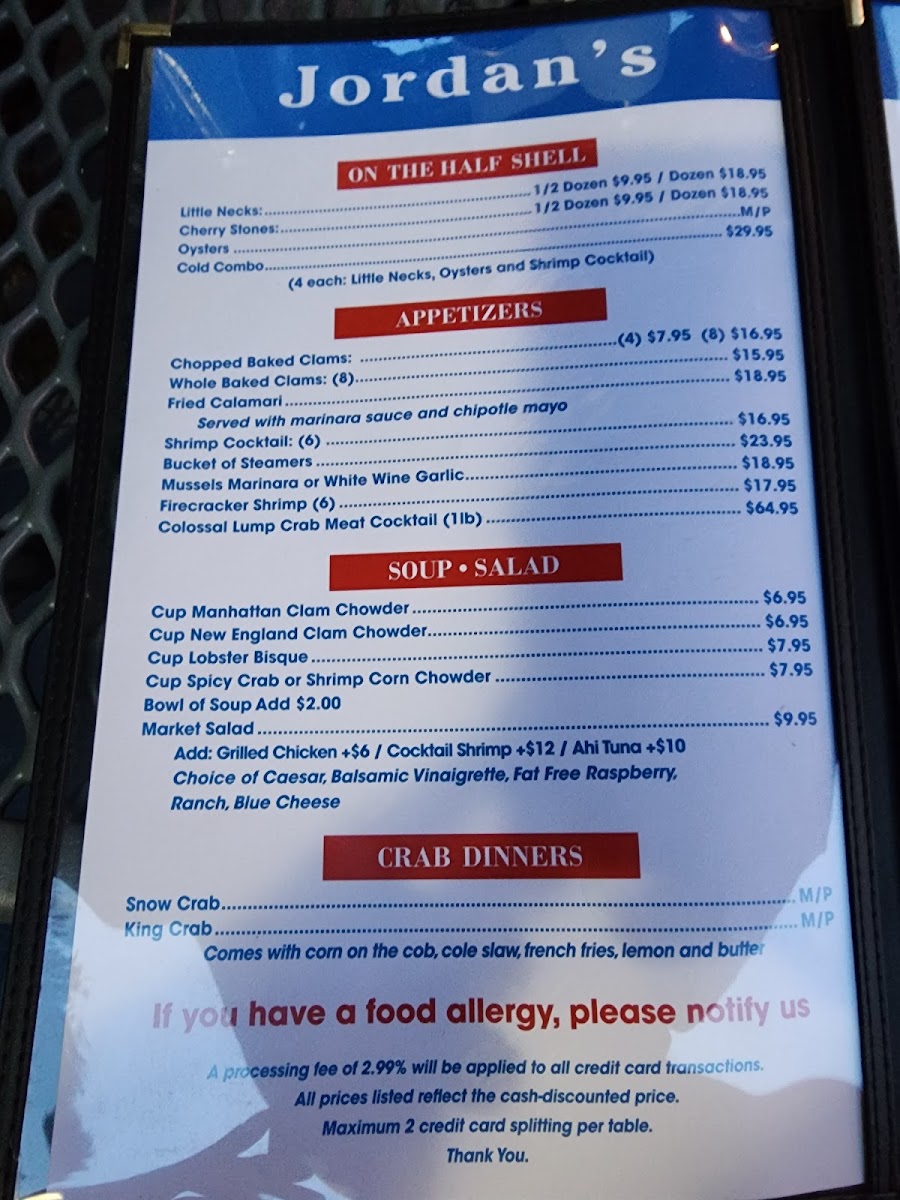 Jordan's
ON THE HALF SHELL
Little Necks:........1/2 Dozen $9.95 / Dozen $18.95
Cherry Stones:........1/2 Dozen $9.95 / Dozen $18.95
Oysters ........M/P
Cold Combo........ $29.95
(4 each: Little Necks, Oysters and Shrimp Cocktail)
APPETIZERS
Chopped Baked Clams: ........(4) $7.95 (8) $16.95
Whole Baked Clams: (8)........ $15.95
Fried Calamari ........ $18.95
Served with marinara sauce and chipotle mayo
Shrimp Cocktail: (6) ........ $16.95
Bucket of Steamers ........ $23.95
Mussels Marinara or White Wine Garlic........ $18.95
Firecracker Shrimp (6) ........ $17.95
Colossal Lump Crab Meat Cocktail (1lb) ........ $64.95
SOUP • SALAD
Cup Manhattan Clam Chowder ........ $6.95
Cup New England Clam Chowder........ $6.95
Cup Lobster Bisque ........ $7.95
Cup Spicy Crab or Shrimp Corn Chowder ........ $7.95
Bowl of Soup Add $2.00
Market Salad ........ $9.95
Add: Grilled Chicken +$6 / Cocktail Shrimp +$12 / Ahi Tuna +$10
Choice of Caesar, Balsamic Vinaigrette, Fat Free Raspberry,
Ranch, Blue Cheese
CRAB DINNERS
Snow Crab........ M/P
King Crab........ M/P
Comes with corn on the cob, cole slaw, french fries, lemon and butter
If you have a food allergy, please notify us
A processing fee of 2.99% will be applied to all credit card transactions.
All prices listed reflect the cash-discounted price.
Maximum 2 credit card splitting per table.
Thank You.